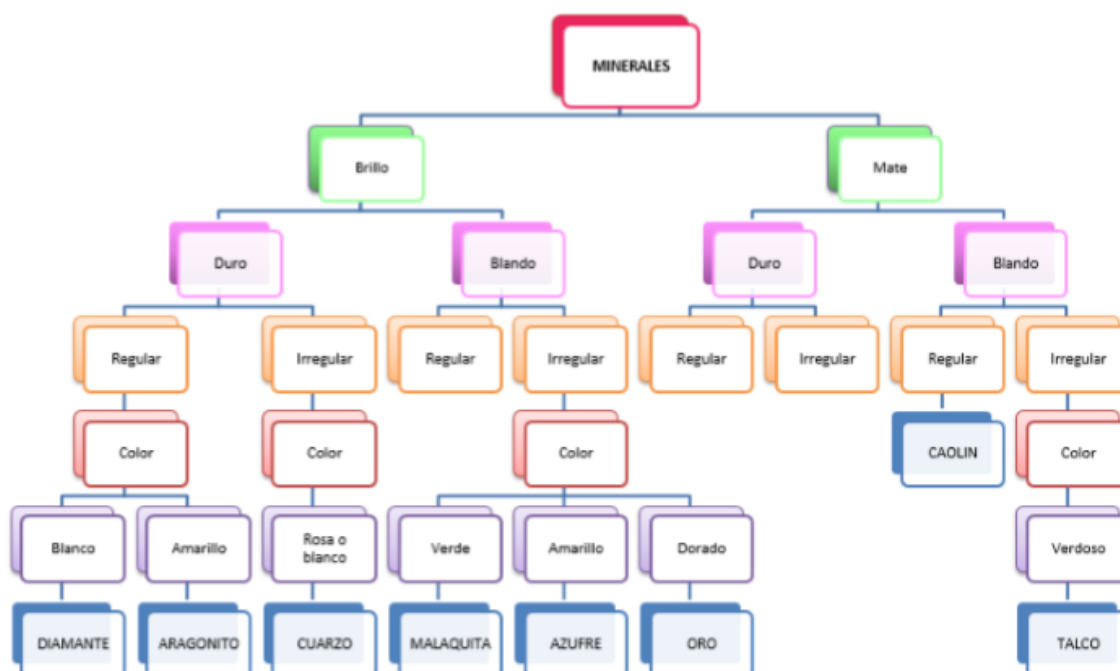 MINERALES
Brillo
Mate
Duro
Blando
Duro
Blando
Regular
Irregular
Regular
Irregular
Regular
Irregular
Regular
Irregular
Color
Color
Color
CAOLIN
Color
Blanco
Amarillo
Rosa o
blanco
Verde
Amarillo
Dorado
Verdoso
DIAMANTE
ARAGONITO
CUARZO
MALAQUITA
AZUFRE
ORO
TALCO